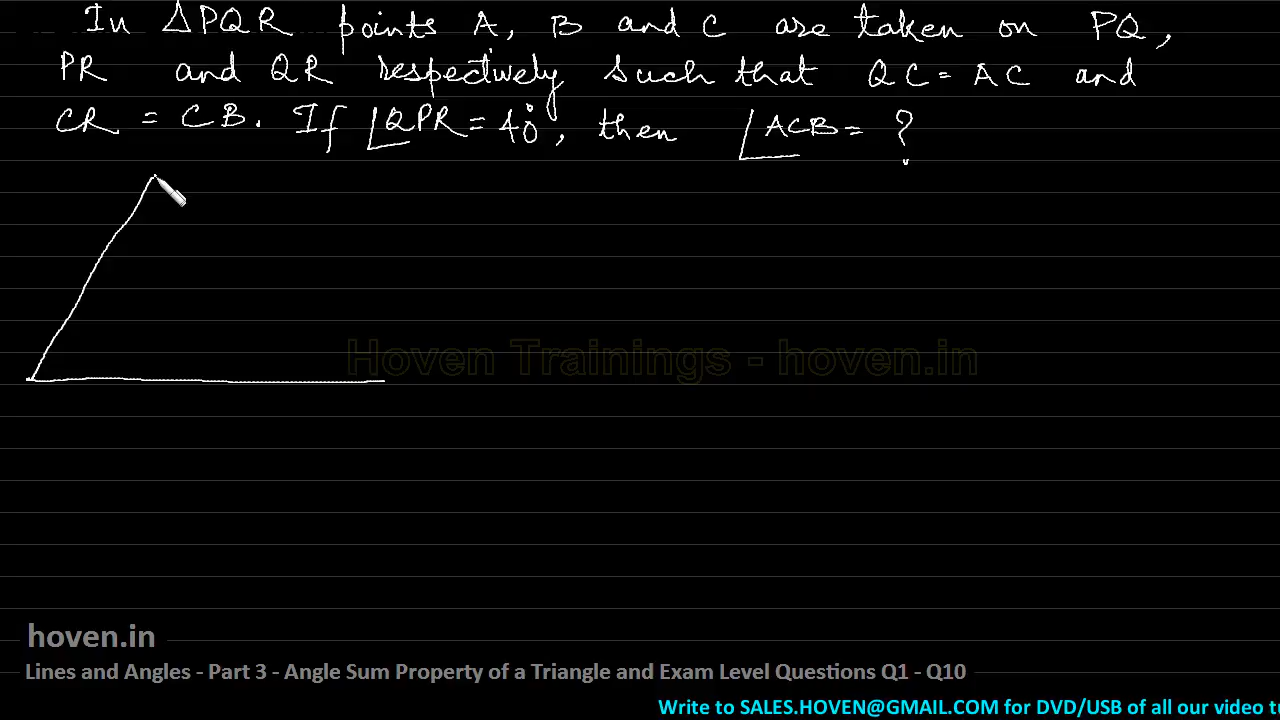 In △PQR points A, B and C are taken on PQ,
PR and QR respectively such that QC = AC and
CR = CB. If ∠QPR = 40°, then ∠ACB = ?
Hoven Trainings - hoven.in
hoven.in
Lines and Angles - Part 3 - Angle Sum Property of a Triangle and Exam Level Questions Q1 - Q10
Write to SALES.HOVEN@GMAIL.COM for DVD/USB of all our video t